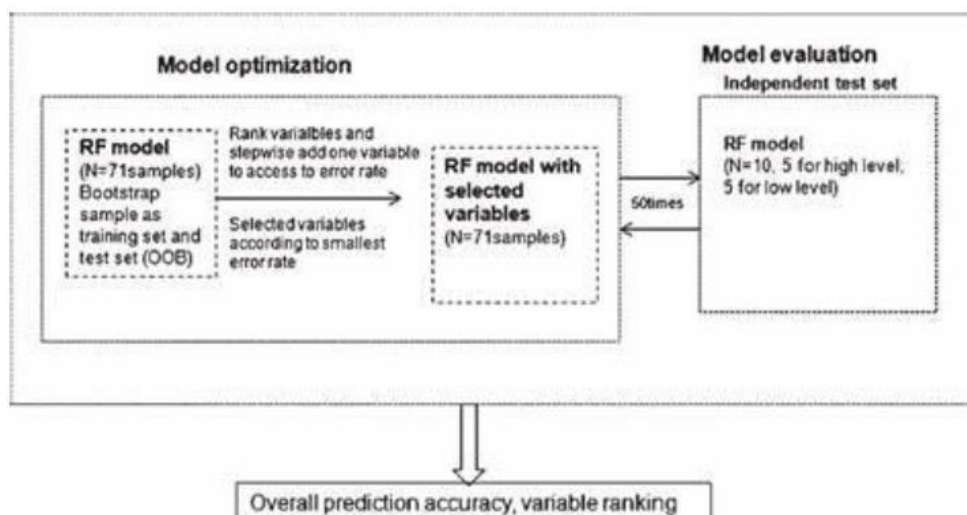 Model optimization
Model evaluation
Independent test set
RF model
(N=71samples)
Bootstrap
sample as
training set and
test set (OOB)
Rank varialbles and
stepwise add one variable
to access to error rate
Selected variables
according to smallest
error rate
RF model with
selected
variables
(N=71samples)
50times
RF model
(N=10, 5 for high level;
5 for low level)
Overall prediction accuracy, variable ranking